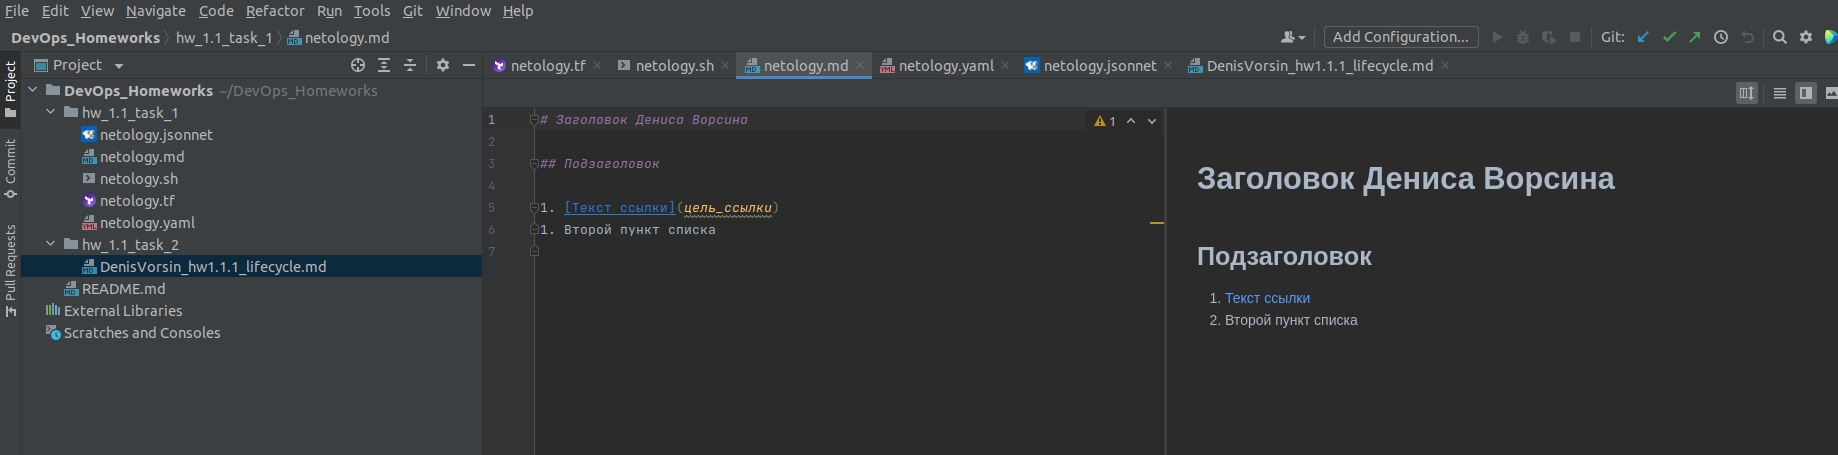 File Edit View Navigate Code Refactor Run Tools Git Window Help
DevOps_Homeworks hw_1.1_task_1 netology.md Add Configuration... Git:
Project netology.tf netology.sh netology.md netology.yaml netology.jsonnet DenisVorsin_hw1.1.1_lifecycle.md
Project
Commit
Pull Requests
DevOps_Homeworks ~/DevOps_Homeworks
hw_1.1_task_1
netology.jsonnet
netology.md
netology.sh
netology.tf
netology.yaml
hw_1.1_task_2
DenisVorsin_hw1.1.1_lifecycle.md
README.md
External Libraries
Scratches and Consoles
1 # Заголовок Дениса Ворсина 1
2
3 ## Подзаголовок
4
5 1. [Текст ссылки](цель_ссылки)
6 1. Второй пункт списка
7
Заголовок Дениса Ворсина
Подзаголовок
1. Текст ссылки
2. Второй пункт списка